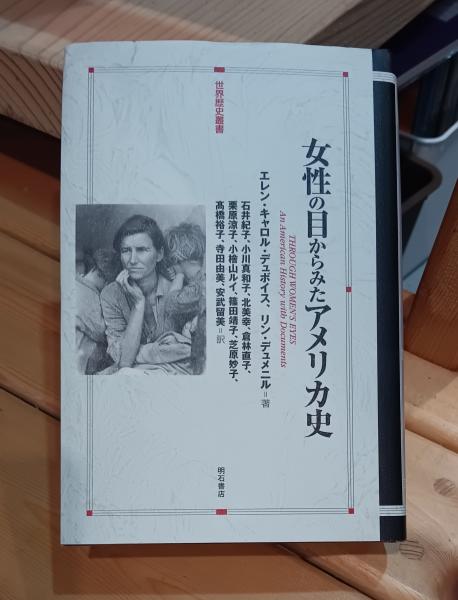 世界歴史叢書
女性の目からみたアメリカ史
THROUGH WOMEN'S EYES
An American History with Documents
エレン・キャロル・デュボイス、リン・デュメニル=著
石井紀子、小川真和子、北美幸、倉林直子、
栗原涼子、小檜山ルイ、篠田靖子、芝原妙子、
髙橋裕子、寺田由美、安武留美=訳
明石書店